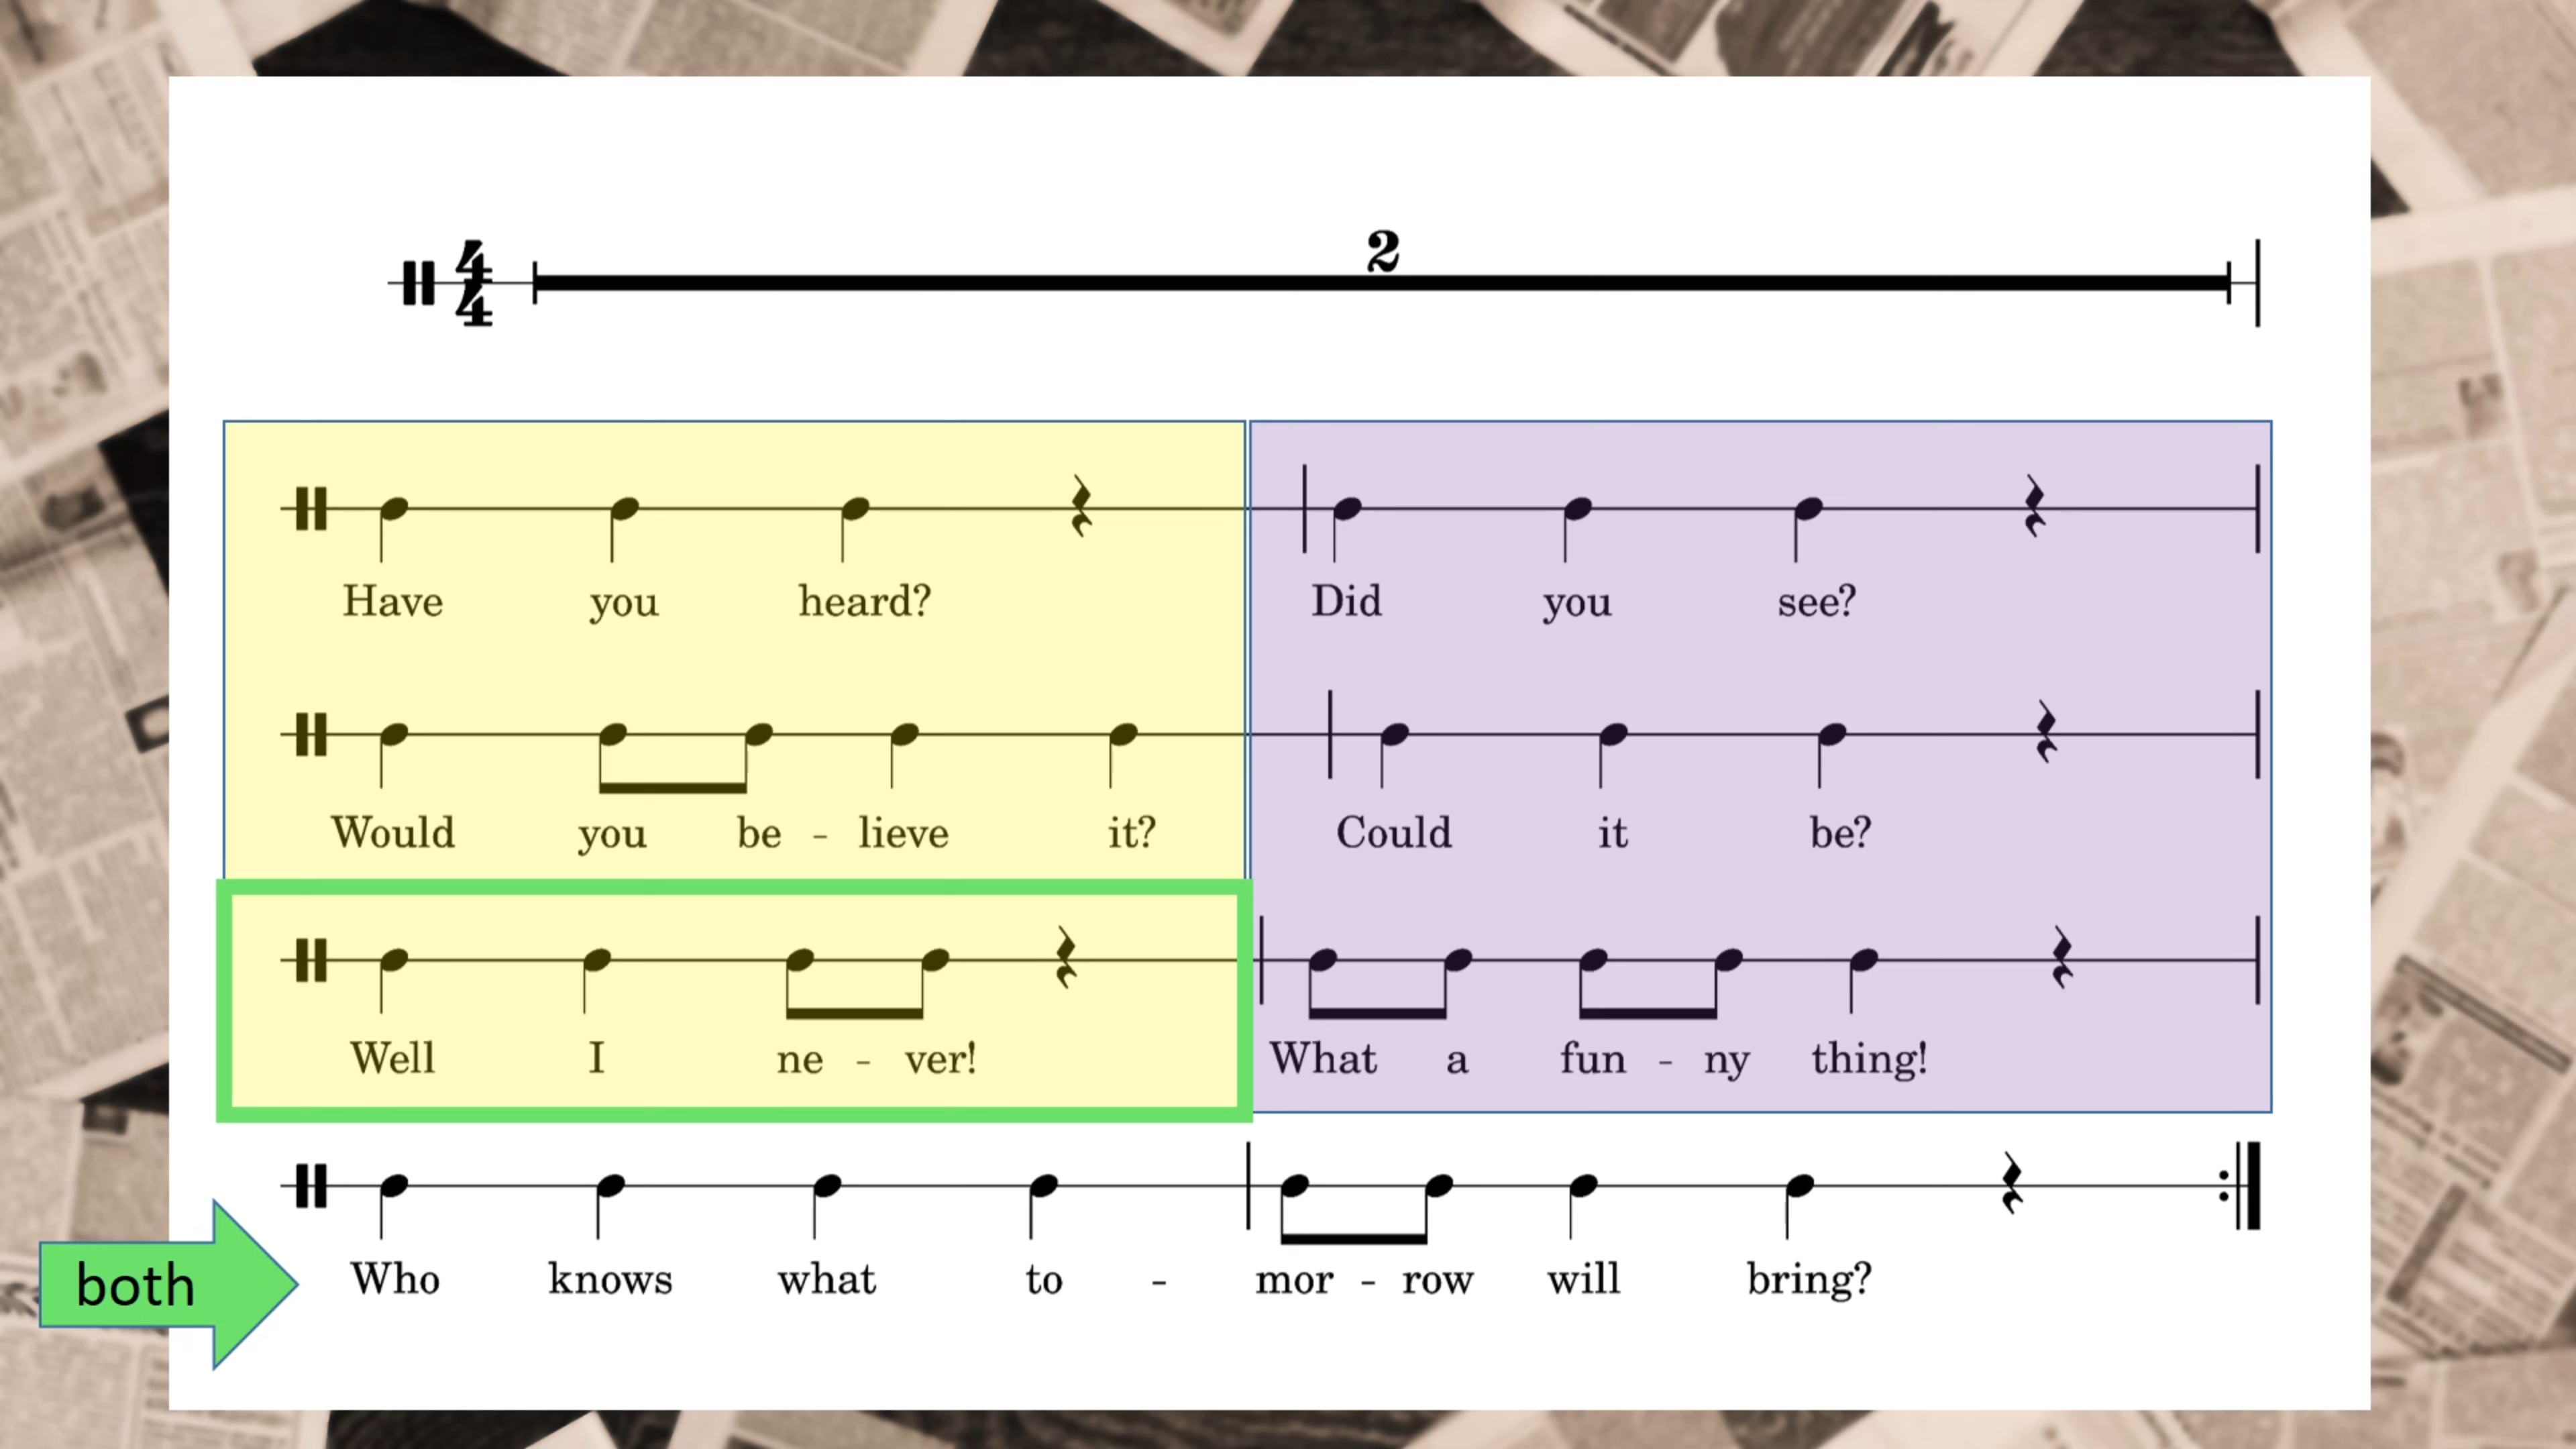 2
4
4
Have you heard? Did you see?
Would you be - lieve it? Could it be?
Well I ne - ver! What a fun - ny thing!
both
Who knows what to - mor - row will bring?